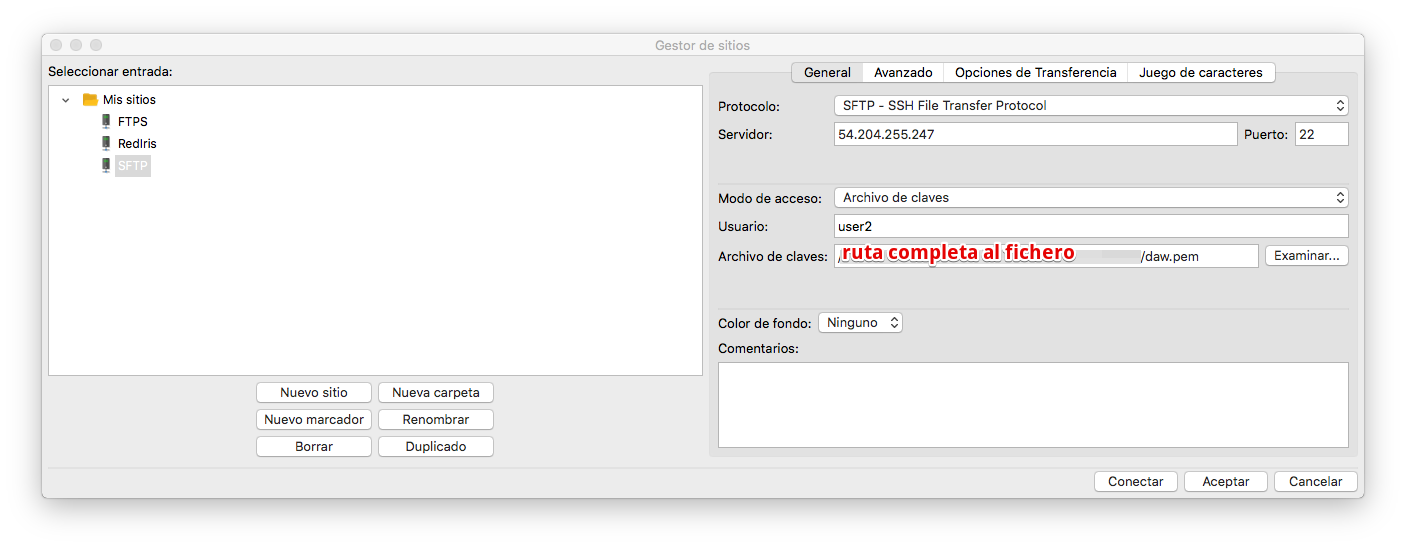 Gestor de sitios
Seleccionar entrada:
Mis sitios
FTPS
RedIris
SFTP
Nuevo sitio
Nueva carpeta
Nuevo marcador
Renombrar
Borrar
Duplicado
General
Avanzado
Opciones de Transferencia
Juego de caracteres
Protocolo:
SFTP - SSH File Transfer Protocol
Servidor:
54.204.255.247
Puerto:
22
Modo de acceso:
Archivo de claves
Usuario:
user2
Archivo de claves:
/
ruta completa al fichero
/daw.pem
Examinar...
Color de fondo:
Ninguno
Comentarios:
Conectar
Aceptar
Cancelar